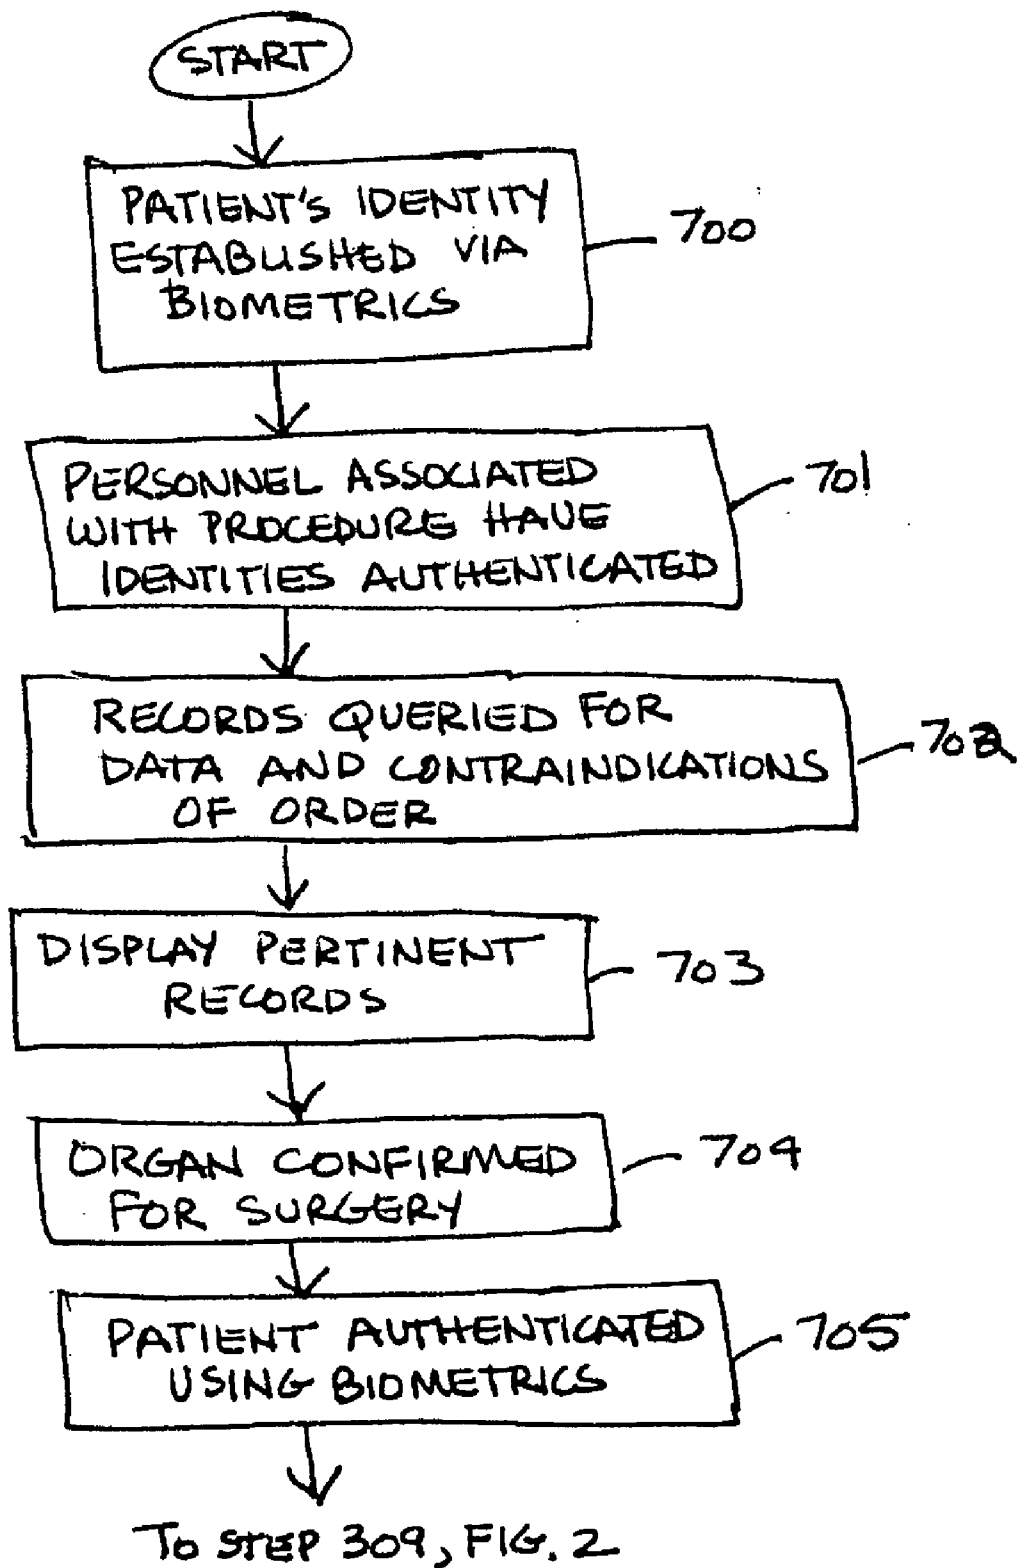 START
PATIENT'S IDENTITY
ESTABLISHED VIA
BIOMETRICS
700
PERSONNEL ASSOCIATED
WITH PROCEDURE HAVE
IDENTITIES AUTHENTICATED
701
RECORDS QUERIED FOR
DATA AND CONTRAINDICATIONS
OF ORDER
702
DISPLAY PERTINENT
RECORDS
703
ORGAN CONFIRMED
FOR SURGERY
704
PATIENT AUTHENTICATED
USING BIOMETRICS
705
To STEP 309, FIG. 2